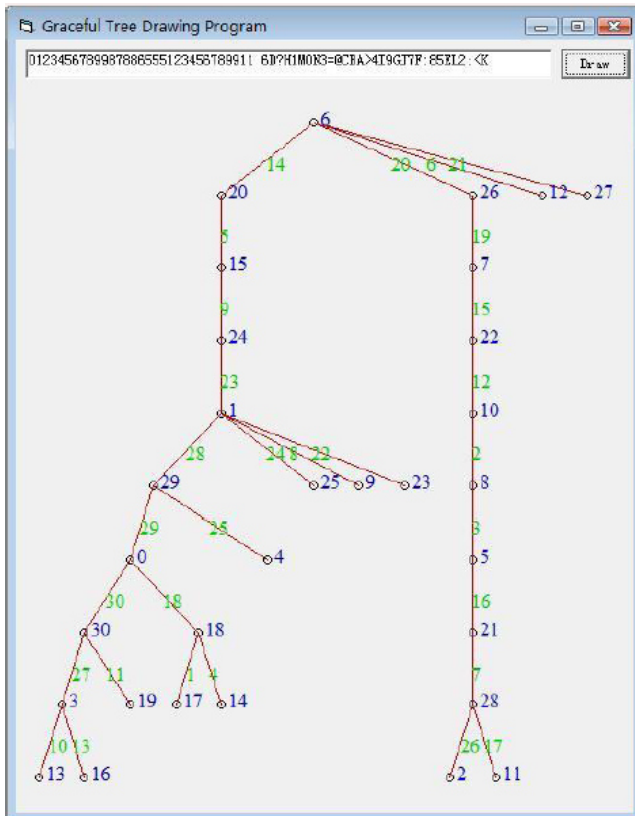 Graceful Tree Drawing Program
0123456789987886555123456789911 6D?H1M0N3=@CBA>4I9GJ7F:85EL2;<K Draw
6
14 20 6 21
20 26 12 27
5 19
15 7
9 15
24 22
23 12
1 10
28 24 8 22 2
29 25 9 23 8
29 25 3
0 4 5
30 18 16
30 18 21
27 11 1 4 7
3 19 17 14 28
10 13 26 17
13 16 2 11